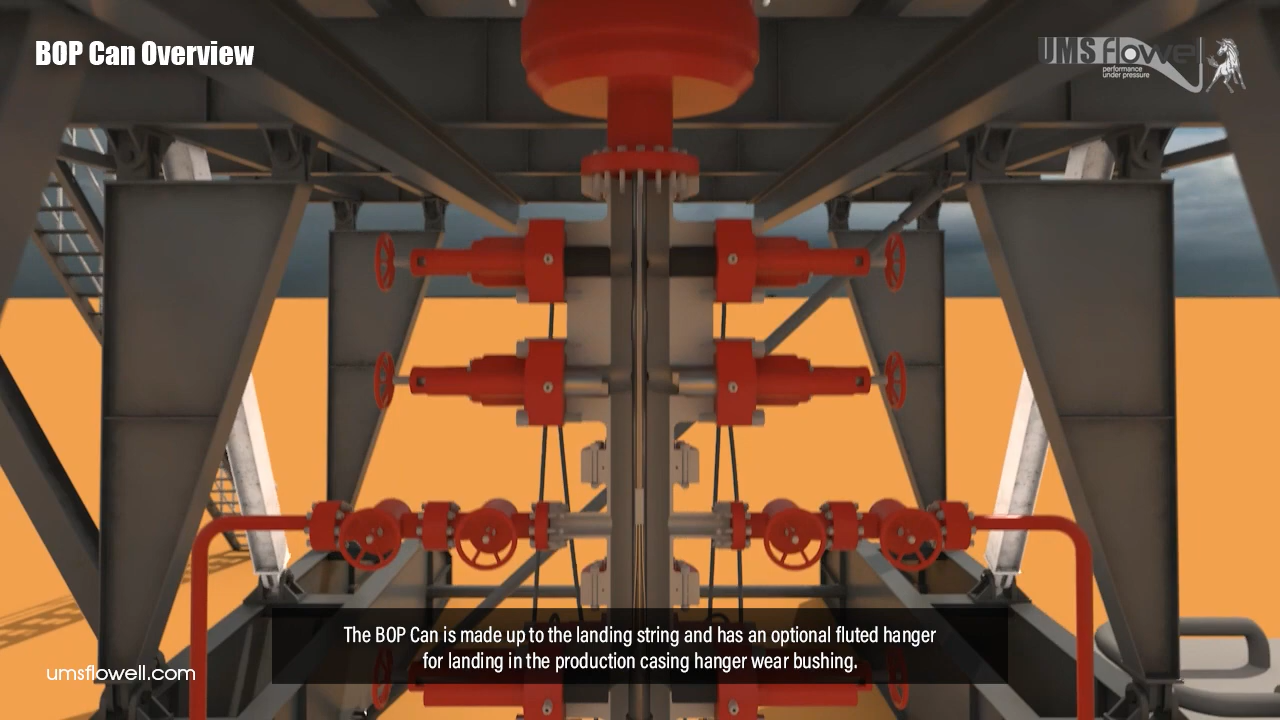 BOP Can Overview
UMS flowell
performance
under pressure
The BOP Can is made up to the landing string and has an optional fluted hanger
for landing in the production casing hanger wear bushing.
umsflowell.com